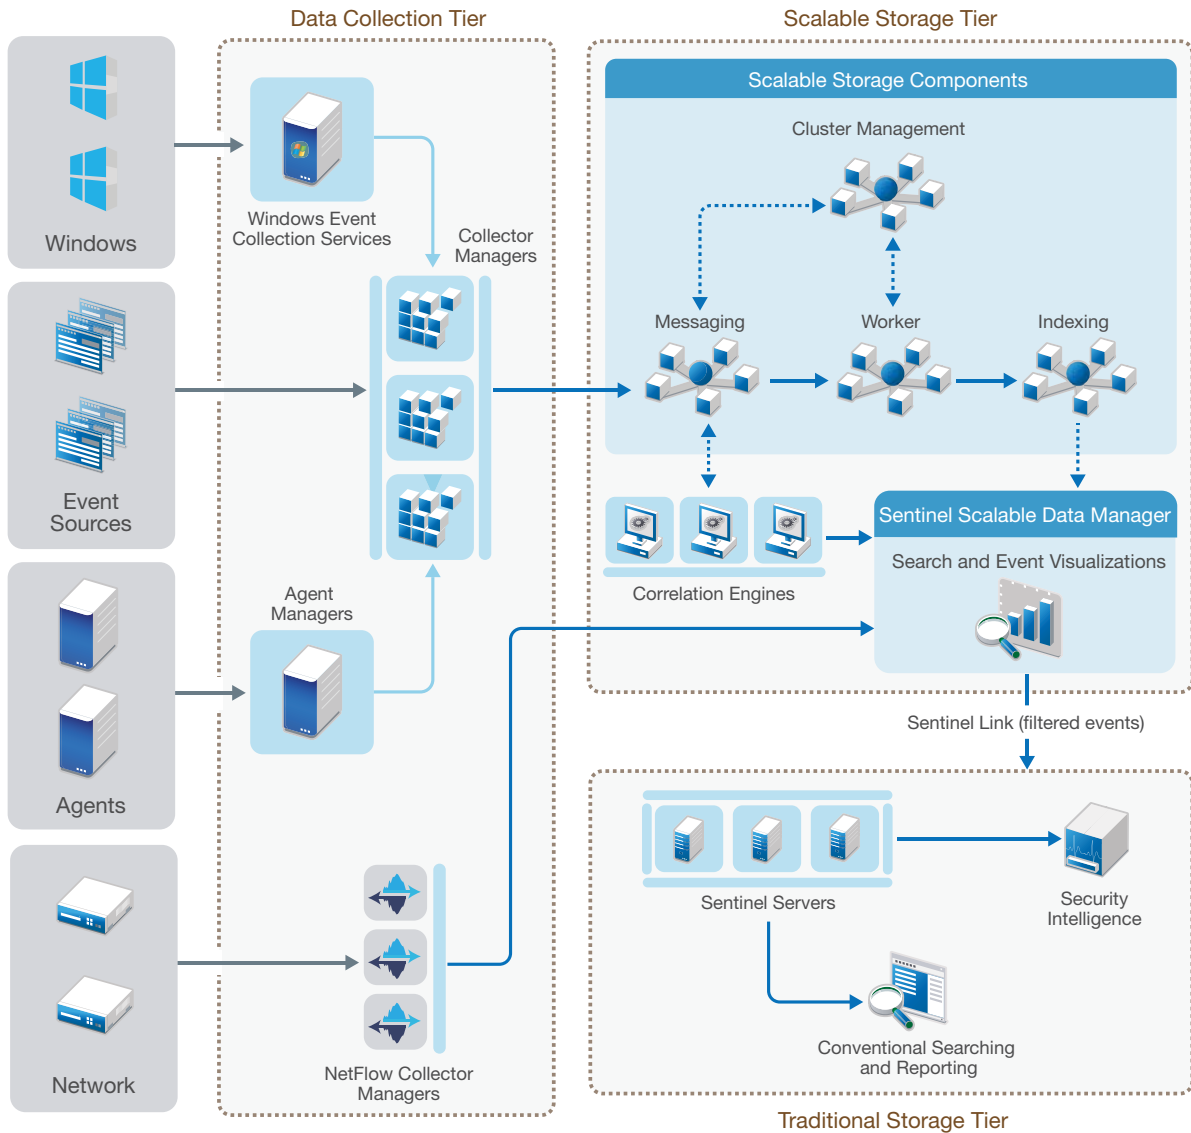 Data Collection Tier
Scalable Storage Tier
Windows
Event
Sources
Agents
Network
Windows Event
Collection Services
Collector
Managers
Agent
Managers
NetFlow Collector
Managers
Scalable Storage Components
Cluster Management
Messaging
Worker
Indexing
Correlation Engines
Sentinel Scalable Data Manager
Search and Event Visualizations
Sentinel Link (filtered events)
Sentinel Servers
Security
Intelligence
Conventional Searching
and Reporting
Traditional Storage Tier